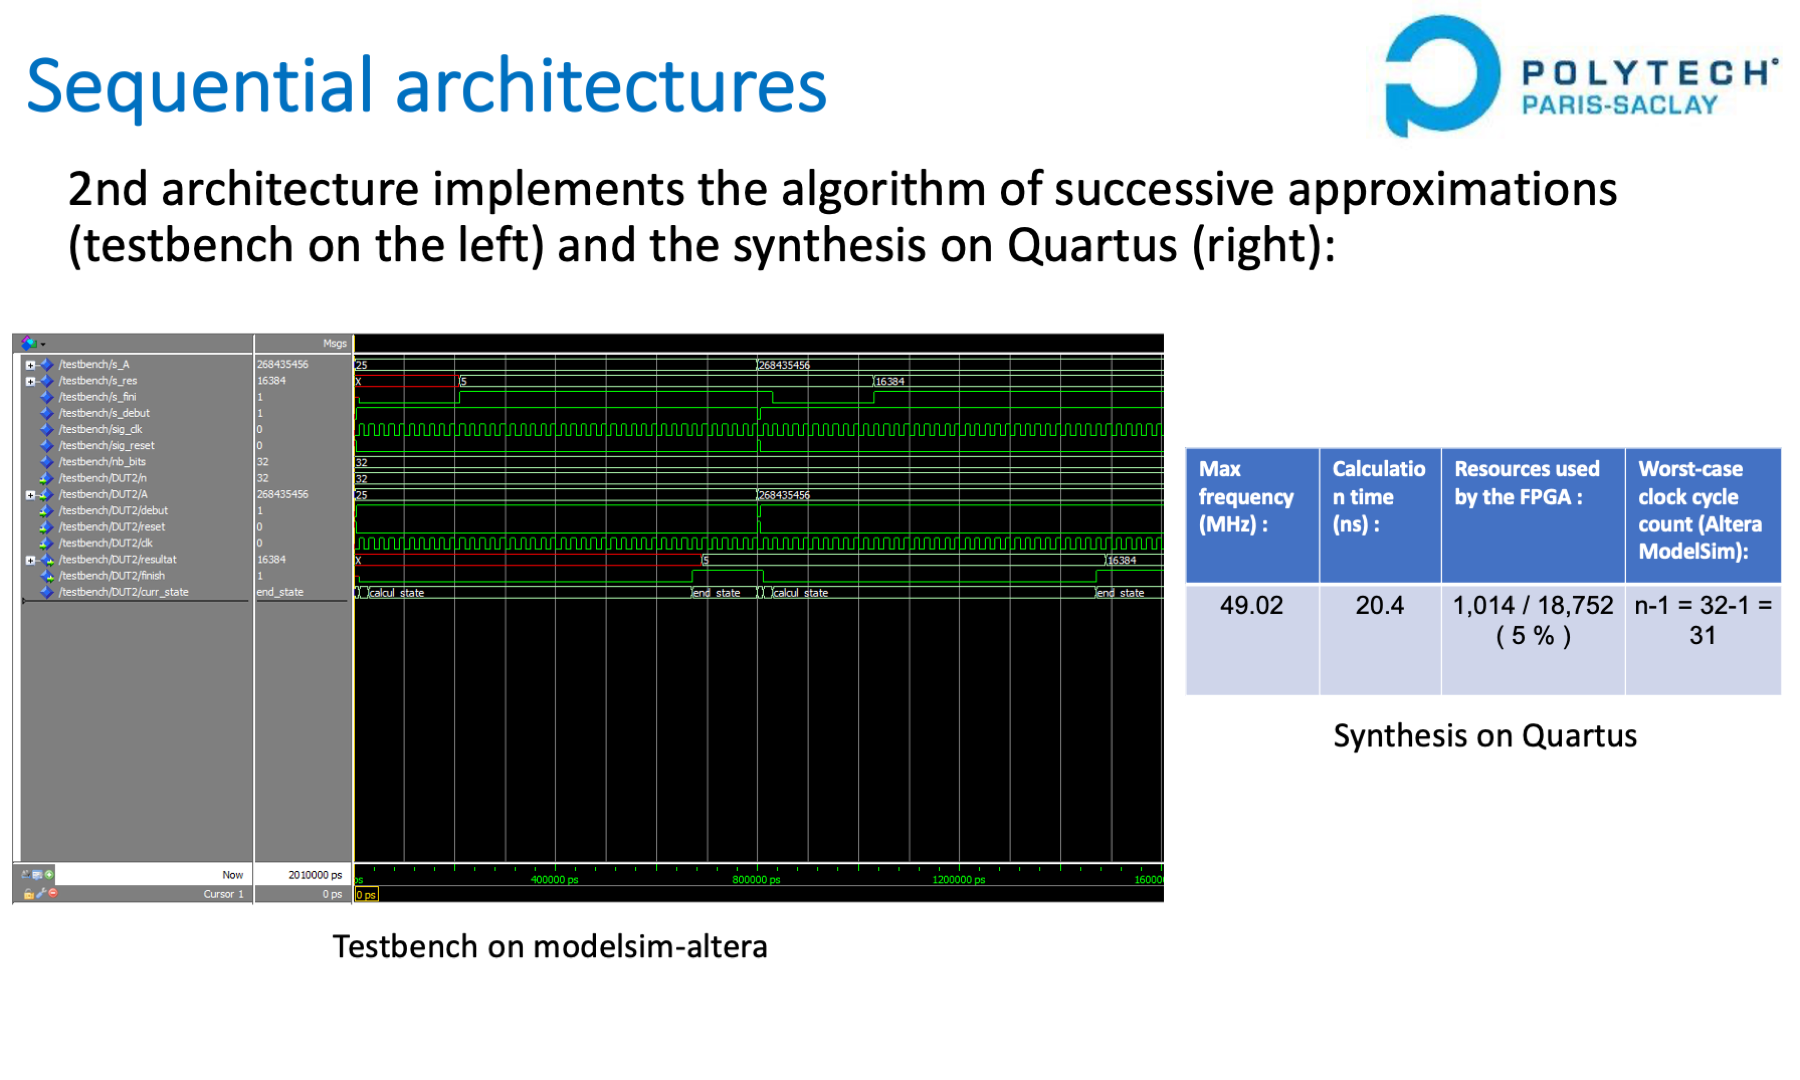 Sequential architectures
POLYTECH
PARIS-SACLAY
2nd architecture implements the algorithm of successive approximations
(testbench on the left) and the synthesis on Quartus (right):
Msgs
/testbench/s_A 268435456 25 268435456
/testbench/s_res 16384 X 5 16384
/testbench/s_fini 1
/testbench/s_debut 1
/testbench/sig_clk 0
/testbench/sig_reset 0
/testbench/nb_bits 32 32
/testbench/DUT2/n 32 32
/testbench/DUT2/A 268435456 25 268435456
/testbench/DUT2/debut 1
/testbench/DUT2/reset 0
/testbench/DUT2/clk 0
/testbench/DUT2/resultat 16384 X 5 16384
/testbench/DUT2/finish 1
/testbench/DUT2/curr_state end_state calcul_state end_state calcul_state end_state
Now 2010000 ps ps 400000 ps 800000 ps 1200000 ps 16000
Cursor 1 0 ps 0 ps
Testbench on modelsim-altera
Max
frequency
(MHz) :
Calculatio
n time
(ns) :
Resources used
by the FPGA :
Worst-case
clock cycle
count (Altera
ModelSim):
49.02
20.4
1,014 / 18,752
( 5 % )
n-1 = 32-1 =
31
Synthesis on Quartus